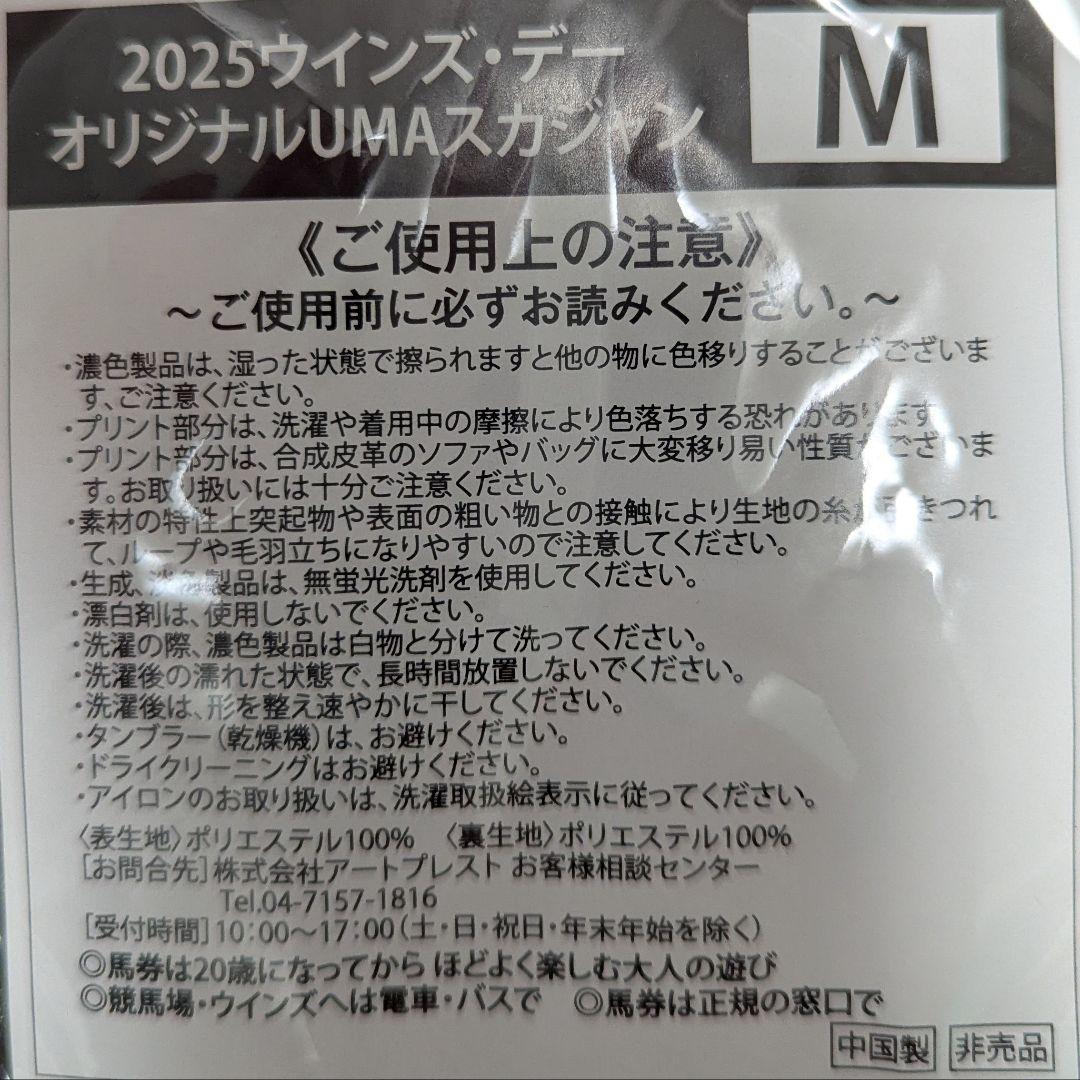 2025ウインズ・デー
オリジナルUMAスカジャン
M
《ご使用上の注意》
～ご使用前に必ずお読みください。～
・濃色製品は、湿った状態で擦られますと他の物に色移りすることがございま
す、ご注意ください。
・プリント部分は、洗濯や着用中の摩擦により色落ちする恐れがあります
・プリント部分は、合成皮革のソファやバッグに大変移り易い性質がございま
す。お取り扱いには十分ご注意ください。
・素材の特性上突起物や表面の粗い物との接触により生地の糸が引きつれ
て、ループや毛羽立ちになりやすいので注意してください。
・生成、淡色製品は、無蛍光洗剤を使用してください。
・漂白剤は、使用しないでください。
・洗濯の際、濃色製品は白物と分けて洗ってください。
・洗濯後の濡れた状態で、長時間放置しないでください。
・洗濯後は、形を整え速やかに干してください。
・タンブラー(乾燥機)は、お避けください。
・ドライクリーニングはお避けください。
・アイロンのお取り扱いは、洗濯取扱絵表示に従ってください。
〈表生地〉ポリエステル100% 〈裏生地〉ポリエステル100%
[お問合先]株式会社アートプレスト お客様相談センター
Tel.04-7157-1816
[受付時間]10:00～17:00(土・日・祝日・年末年始を除く)
◎馬券は20歳になってから ほどよく楽しむ大人の遊び
◎競馬場・ウインズへは電車・バスで ◎馬券は正規の窓口で
中国製 非売品